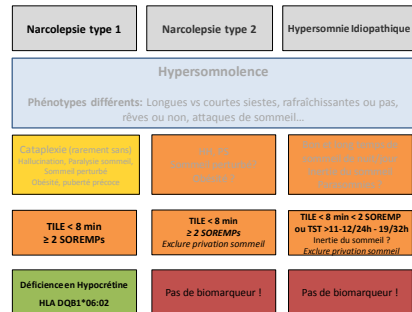 Narcolepsie type 1
Narcolepsie type 2
Hypersomnie Idiopathique
Hypersomnolence
Phénotypes différents: Longues vs courtes siestes, rafraîchissantes ou pas,
rêves ou non, attaques de sommeil…
Cataplexie (rarement sans)
Hallucination, Paralysie sommeil,
Sommeil perturbé
Obésité, puberté précoce
TILE < 8 min
≥ 2 SOREMPs
TILE < 8 min
≥ 2 SOREMPs
Exclure privation sommeil
TILE < 8 min < 2 SOREMP
ou TST >11-12/24h - 19/32h
Inertie du sommeil ?
Exclure privation sommeil
Déficience en Hypocrétine
HLA DQB1*06:02
Pas de biomarqueur !
Pas de biomarqueur !